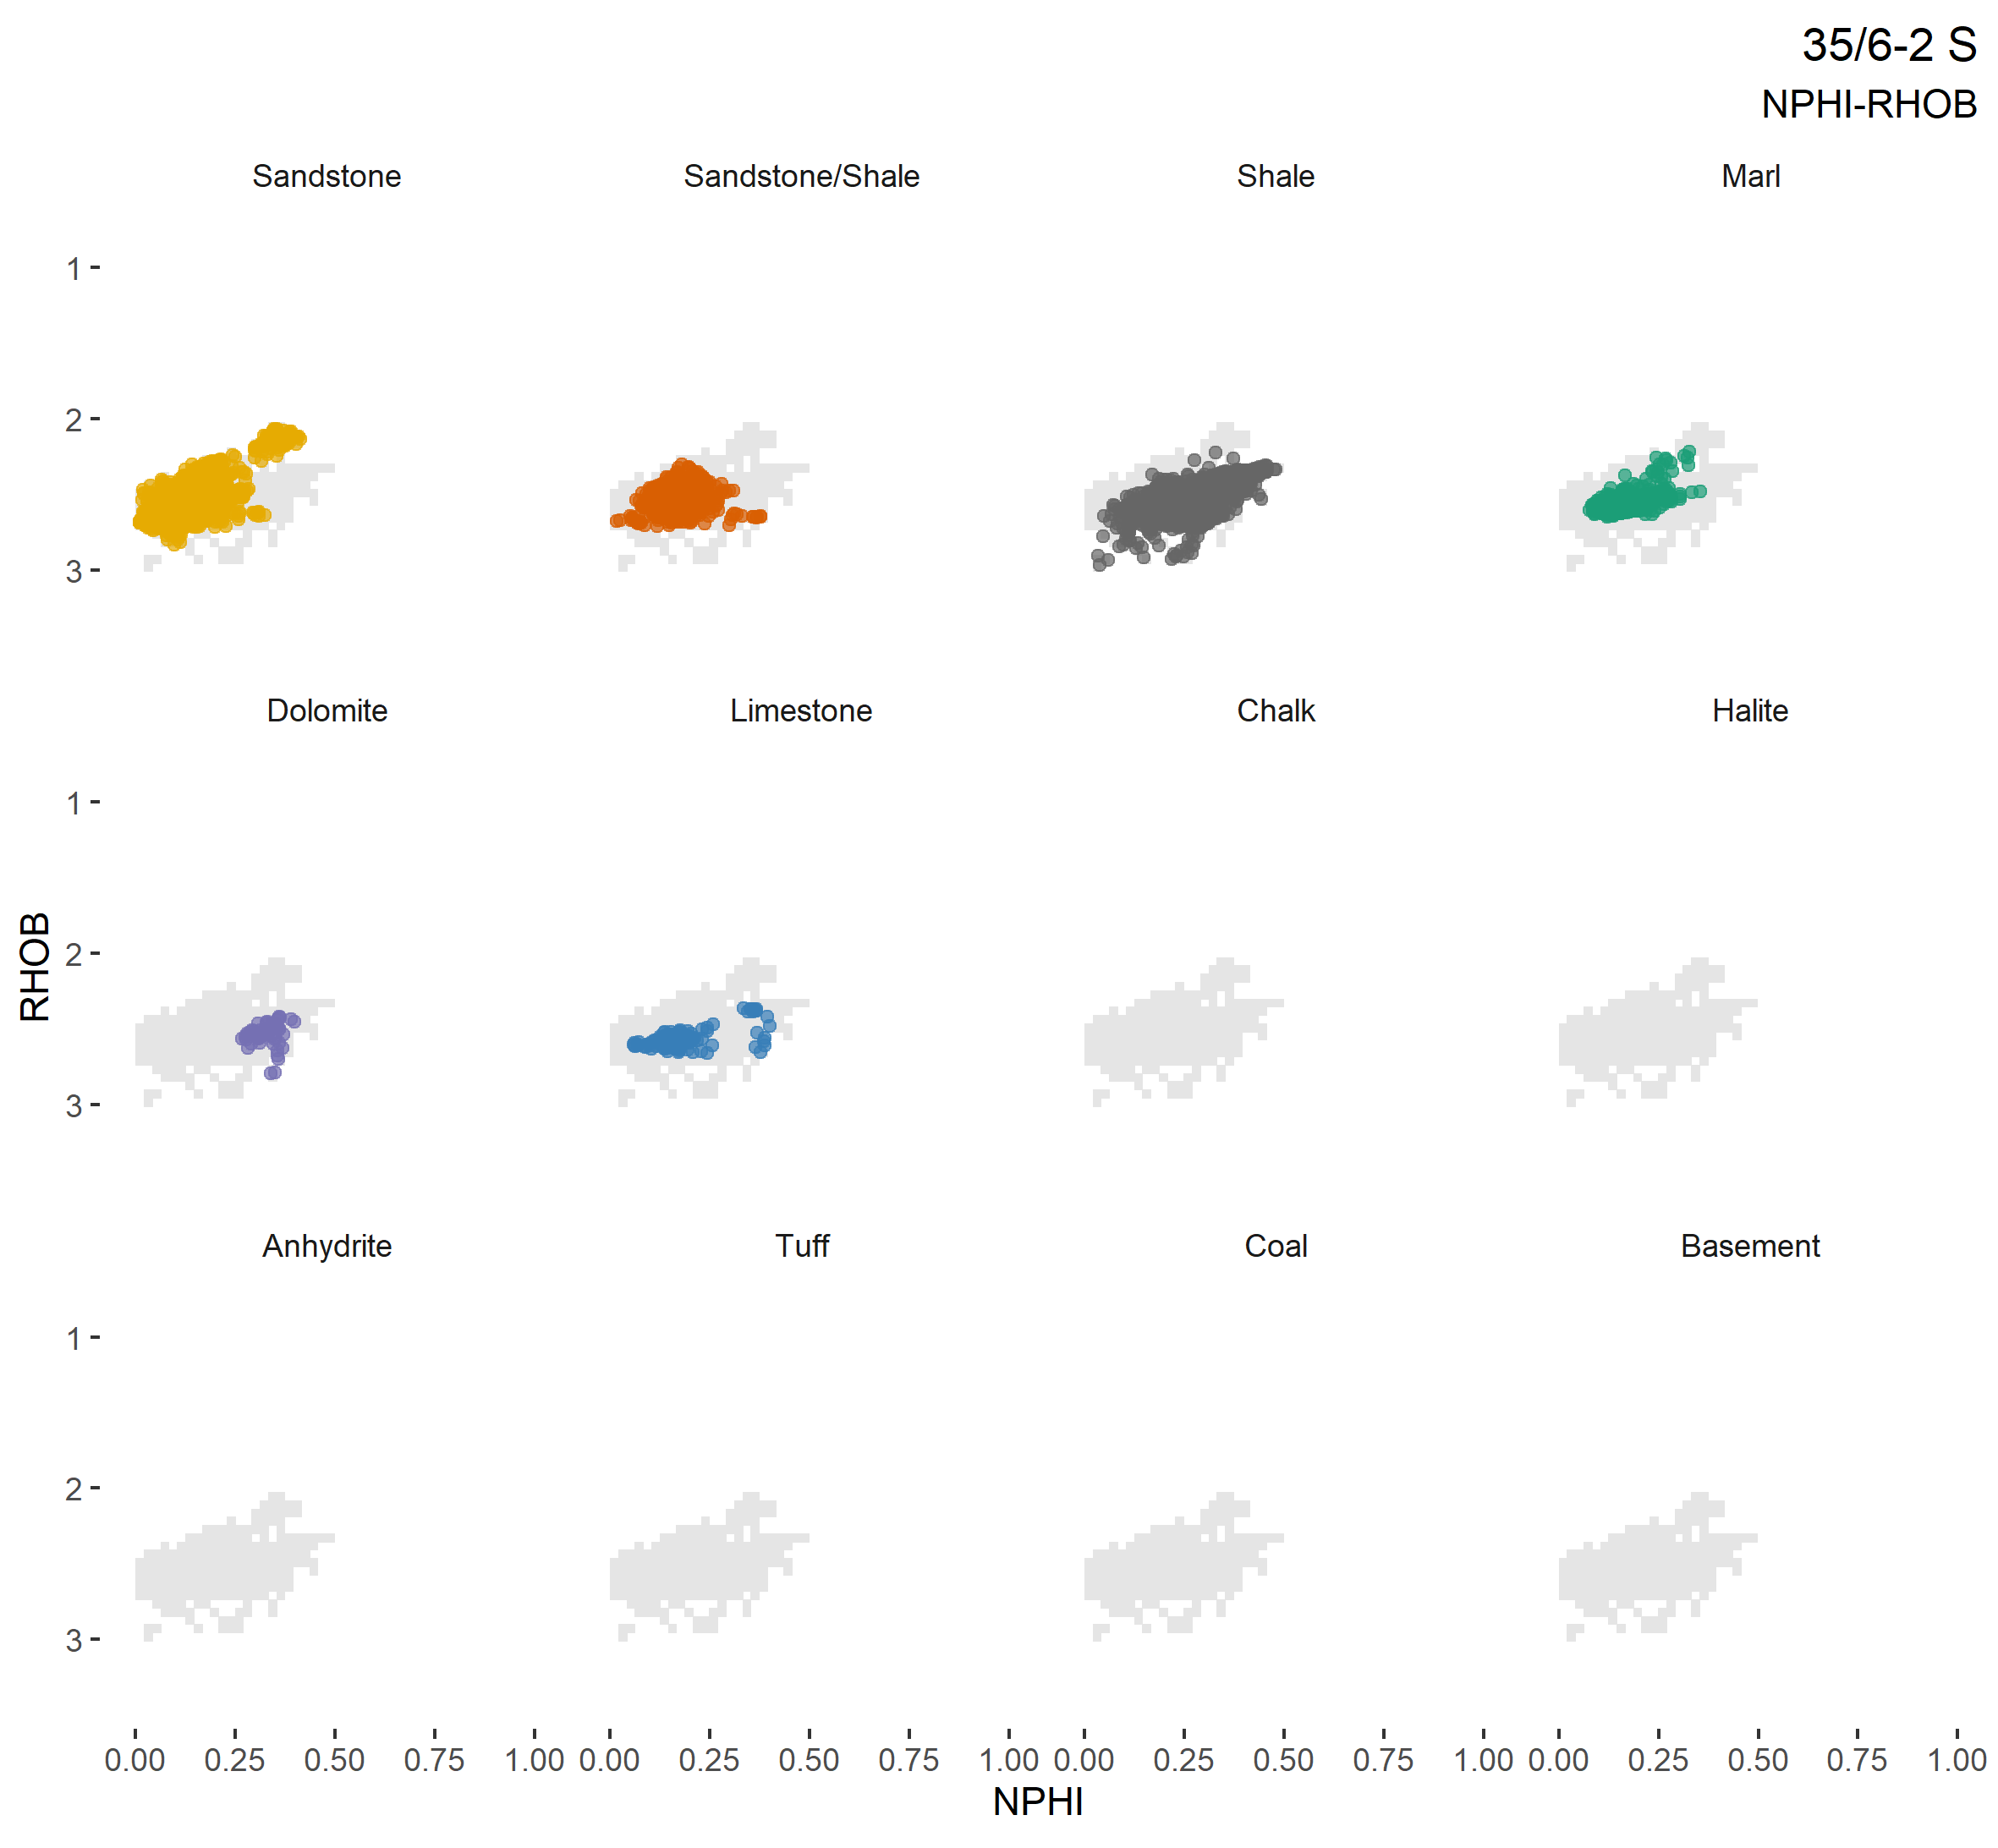 35/6-2 S
NPHI-RHOB
Sandstone Sandstone/Shale Shale Marl
1
2
3
Dolomite Limestone Chalk Halite
1
2
3
RHOB
Anhydrite Tuff Coal Basement
1
2
3
0.00 0.25 0.50 0.75 1.00 0.00 0.25 0.50 0.75 1.00 0.00 0.25 0.50 0.75 1.00 0.00 0.25 0.50 0.75 1.00
NPHI